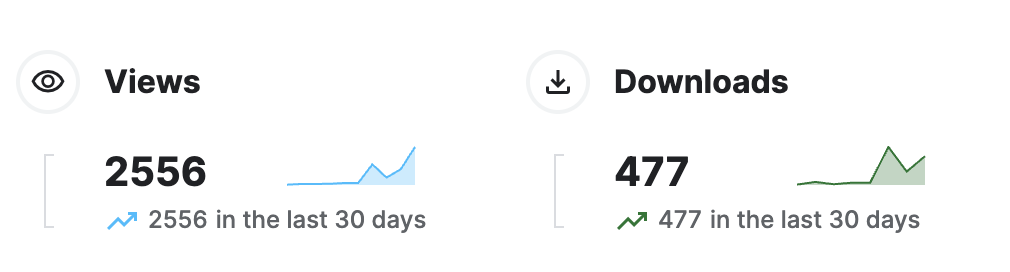 Views
2556
2556 in the last 30 days
Downloads
477
477 in the last 30 days